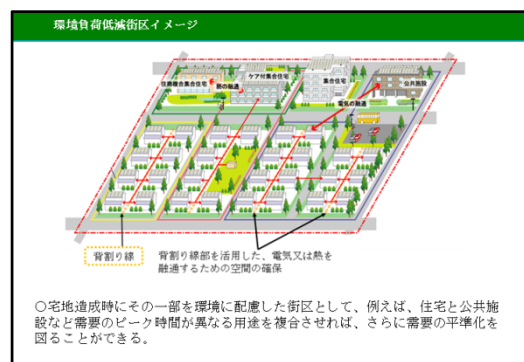 環境負荷低減街区イメージ
住商複合集合住宅
熱の融通
ケア付集合住宅
集合住宅
公共施設
電気の融通
背割り線
背割り線部を活用した、電気又は熱を
融通するための空間の確保
○宅地造成時にその一部を環境に配慮した街区として、例えば、住宅と公共施
設など需要のピーク時間が異なる用途を複合させれば、さらに需要の平準化を
図ることができる。